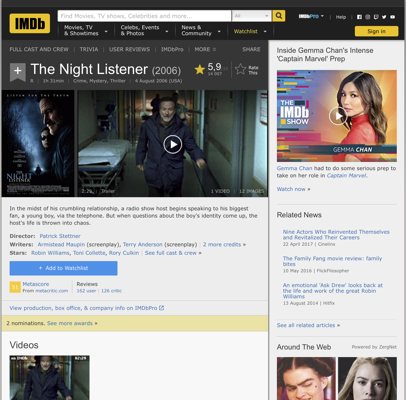 IMDb
Find Movies, TV shows, Celebrities and more...
All
IMDbPro
Help
Movies, TV & Showtimes
Celebs, Events & Photos
News & Community
Watchlist
Sign in
FULL CAST AND CREW | TRIVIA | USER REVIEWS | IMDbPro | MORE
SHARE
The Night Listener (2006)
5,9
Rate This
1h 31min | Crime, Mystery, Thriller | 4 August 2006 (USA)
THE NIGHT LISTENER
Trailer
1 VIDEO | 12 IMAGES
In the midst of his crumbling relationship, a radio show host begins speaking to his biggest
fan, a young boy, via the telephone. But when questions about the boy's identity come up, the
host's life is thrown into chaos.
Director: Patrick Stettner
Writers: Armistead Maupin (screenplay), Terry Anderson (screenplay) | 2 more credits »
Stars: Robin Williams, Toni Collette, Rory Culkin | See full cast & crew »
+ Add to Watchlist
Metascore
From metacritic.com
Reviews
162 user | 126 critic
View production, box office, & company info on IMDbPro
2 nominations. See more awards »
Videos
Inside Gemma Chan's Intense
'Captain Marvel' Prep
THE IMDb SHOW
Gemma Chan had to do some serious prep
to take on her role in Captain Marvel.
Watch now »
Related News
Nine Actors Who Reinvented Themselves
and Revitalized Their Careers
22 April 2017 | Cinelinx
The Family Fang movie review: family
bites
10 May 2016 | FlickFilosopher
An emotional 'Ask Drew' looks back at
the life and work of the great Robin
Williams
13 August 2014 | Hitfix
See all related articles »
Around The Web
Powered by ZergNet